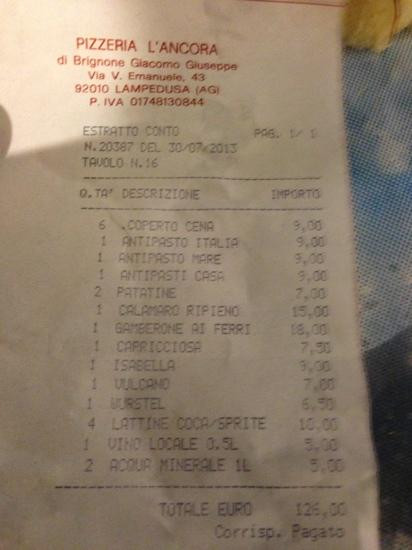 PIZZERIA L'ANCORA
di Brignone Giacomo Giuseppe
Via V. Emanuele, 43
92010 LAMPEDUSA (AG)
P. IVA 01748130844
ESTRATTO CONTO PAG. 1/ 1
N.20387 DEL 30/07/2013
TAVOLO N.16
Q.TA' DESCRIZIONE IMPORTO
6 .COPERTO CENA 9,00
1 ANTIPASTO ITALIA 9,00
1 ANTIPASTO MARE 9,00
1 ANTIPASTI CASA 9,00
2 PATATINE 7,00
1 CALAMARO RIPIENO 15,00
1 GAMBERONE AI FERRI 18,00
1 CAPRICCIOSA 7,50
1 ISABELLA 9,00
1 VULCANO 7,00
1 WURSTEL 6,50
4 LATTINE COCA/SPRITE 10,00
1 VINO LOCALE 0.5L 5,00
2 ACQUA MINERALE 1L 5,00
TOTALE EURO 126,00
Corrisp. Pagato